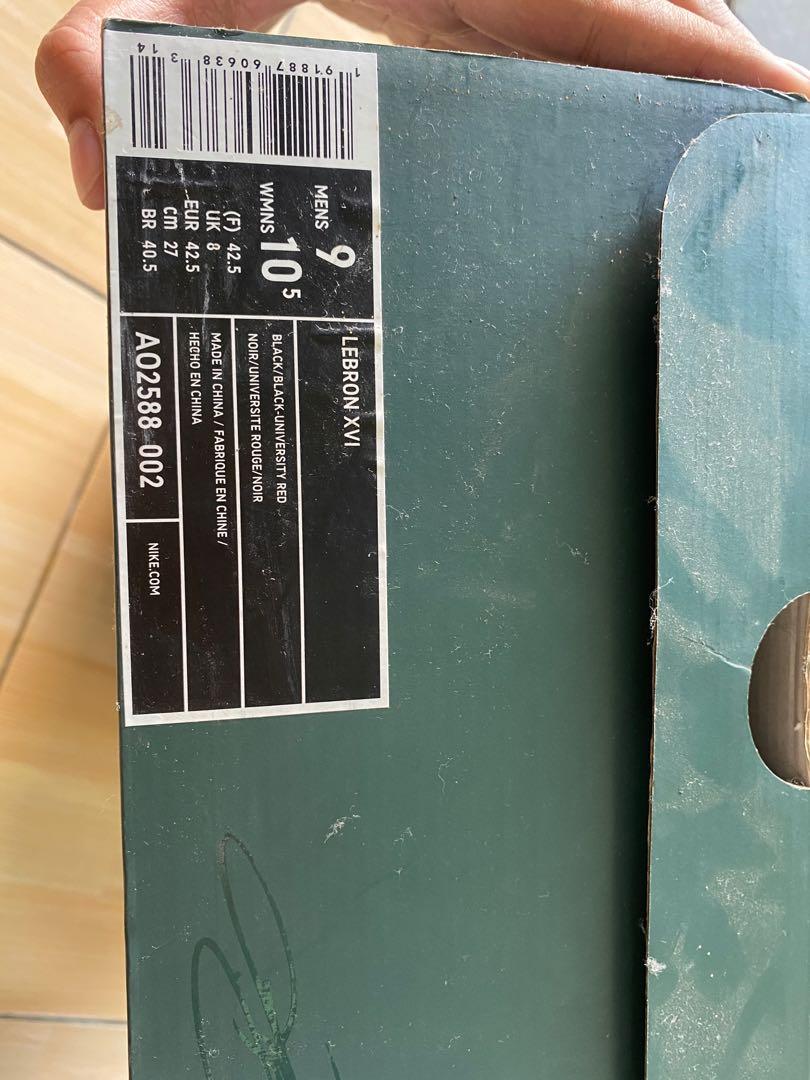 1 91887 60638 3 14
MENS 9
WMNS 10 5
(F) 42.5
UK 8
EUR 42.5
CM 27
BR 40.5
LEBRON XVI
BLACK/BLACK-UNIVERSITY RED
NOIR/UNIVERSITE ROUGE/NOIR
MADE IN CHINA / FABRIQUE EN CHINE /
HECHO EN CHINA
AO2588 002
NIKE.COM